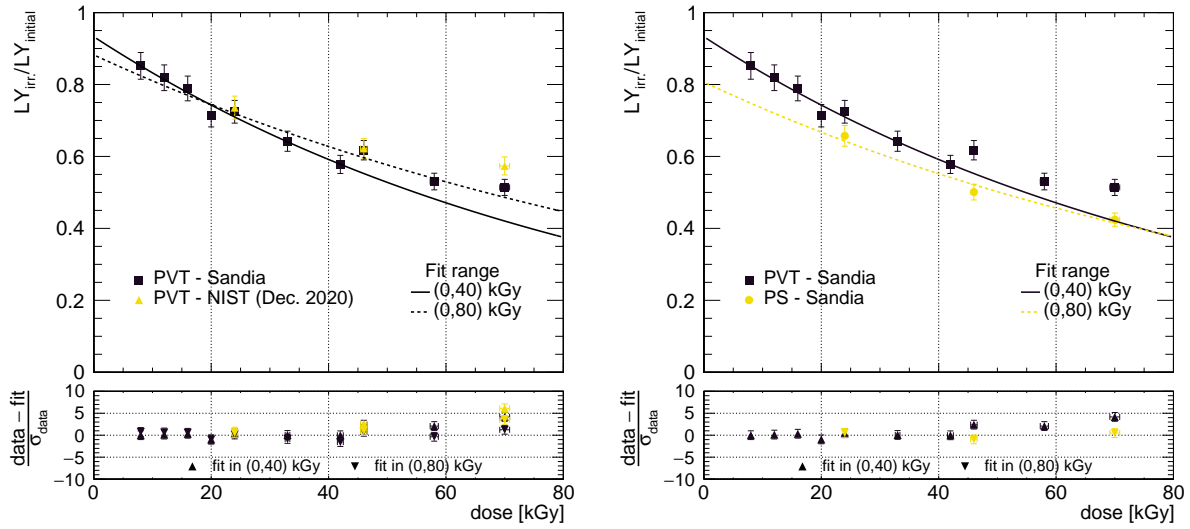 LY_irr./LY_initial
1
0.8
0.6
0.4
0.2
0
PVT - Sandia
PVT - NIST (Dec. 2020)
Fit range
(0,40) kGy
(0,80) kGy
data − fit
σ_data
10
5
0
−5
−10
fit in (0,40) kGy
fit in (0,80) kGy
0 20 40 60 80
dose [kGy]
LY_irr./LY_initial
1
0.8
0.6
0.4
0.2
0
PVT - Sandia
PS - Sandia
Fit range
(0,40) kGy
(0,80) kGy
data − fit
σ_data
10
5
0
−5
−10
fit in (0,40) kGy
fit in (0,80) kGy
0 20 40 60 80
dose [kGy]